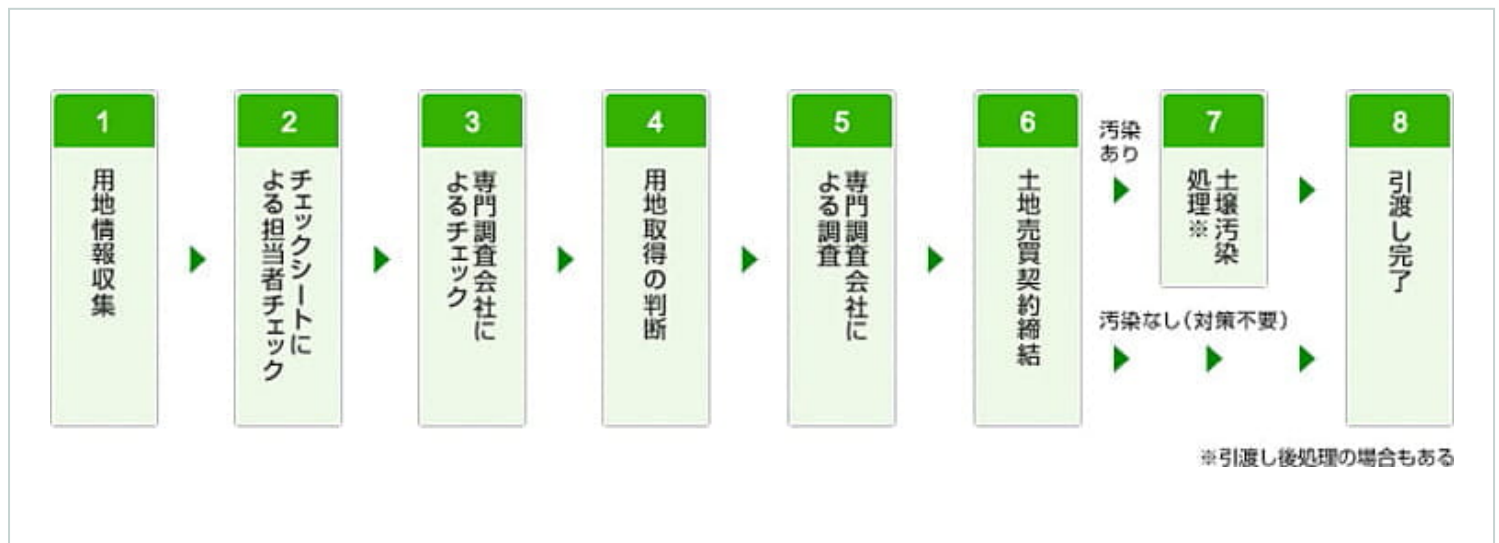 1
用地情報収集
2
チェックシートに
よる担当者チェック
3
専門調査会社に
よるチェック
4
用地取得の判断
5
専門調査会社に
よる調査
6
土地売買契約締結
汚染
あり
7
土壌汚染
処理※
汚染なし（対策不要）
8
引渡し完了
※引渡し後処理の場合もある